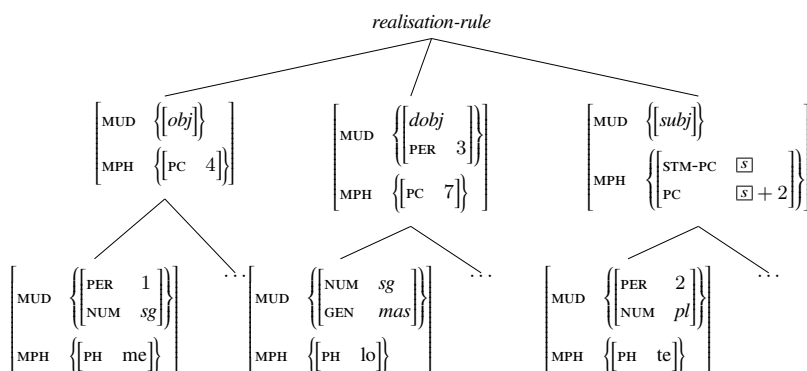 realisation-rule
MUD {[obj]} MUD {[dobj PER 3]} MUD {[subj]}
MPH {[PC 4]} MPH {[PC 7]} MPH {[STM-PC s PC s + 2]}
MUD {[PER 1 NUM sg]} ... MUD {[NUM sg GEN mas]} ... MUD {[PER 2 NUM pl]} ...
MPH {[PH me]} MPH {[PH lo]} MPH {[PH te]}